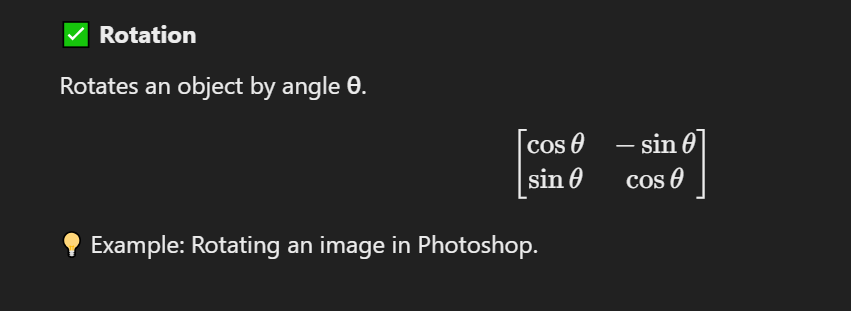 ✅ Rotation
Rotates an object by angle θ.
[cos θ − sin θ]
[sin θ cos θ]
💡 Example: Rotating an image in Photoshop.